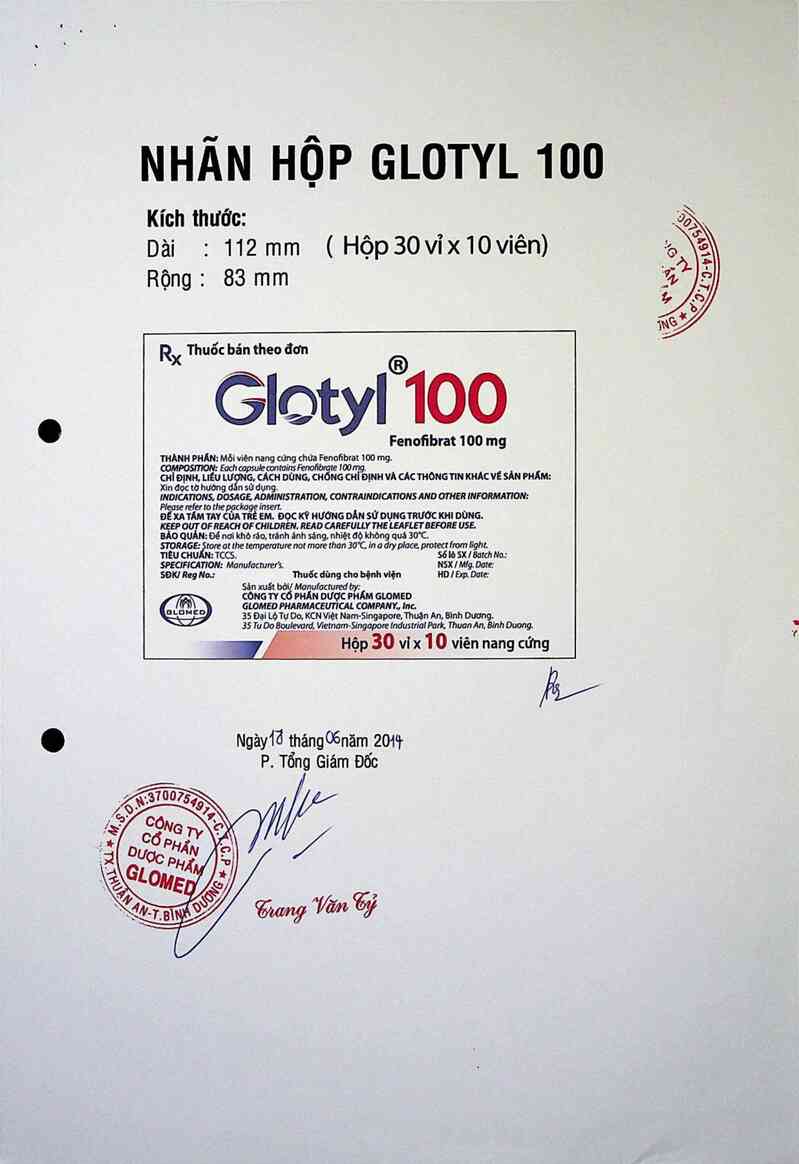 NHÃN HỘP GLOTYL 100
Kích thước:
Dài : 112 mm ( Hộp 30 vỉ x 10 viên)
Rộng : 83 mm
Rx Thuốc bán theo đơn
Glotyl® 100
Fenofibrat 100 mg
THÀNH PHẦN: Mỗi viên nang cứng chứa Fenofibrat 100 mg.
COMPOSITION: Each capsule contains Fenofibrate 100 mg.
CHỈ ĐỊNH, LIỀU LƯỢNG, CÁCH DÙNG, CHỐNG CHỈ ĐỊNH VÀ CÁC THÔNG TIN KHÁC VỀ SẢN PHẨM:
Xin đọc tờ hướng dẫn sử dụng.
INDICATIONS, DOSAGE, ADMINISTRATION, CONTRAINDICATIONS AND OTHER INFORMATION:
Please refer to the package insert.
ĐỂ XA TẦM TAY CỦA TRẺ EM. ĐỌC KỸ HƯỚNG DẪN SỬ DỤNG TRƯỚC KHI DÙNG.
KEEP OUT OF REACH OF CHILDREN. READ CAREFULLY THE LEAFLET BEFORE USE.
BẢO QUẢN: Để nơi khô ráo, tránh ánh sáng, nhiệt độ không quá 30°C.
STORAGE: Store at the temperature not more than 30°C, in a dry place, protect from light.
TIÊU CHUẨN: TCCS. Số lô SX / Batch No.:
SPECIFICATION: Manufacturer's. NSX / Mfg. Date:
SĐK/ Reg No.: Thuốc dùng cho bệnh viện HD / Exp. Date:
Sản xuất bởi/ Manufactured by:
CÔNG TY CỔ PHẦN DƯỢC PHẨM GLOMED
GLOMED PHARMACEUTICAL COMPANY., Inc.
GLOMED
35 Đại Lộ Tự Do, KCN Việt Nam-Singapore, Thuận An, Bình Dương.
35 Tu Do Boulevard, Vietnam-Singapore Industrial Park, Thuan An, Binh Duong.
Hộp 30 vỉ x 10 viên nang cứng
Ngày 17 tháng 06 năm 2014
P. Tổng Giám Đốc
M.S.D.N:3700754914-C.T.C.P
CÔNG TY
CỔ PHẦN
DƯỢC PHẨM
GLOMED
TX.THUẬN AN-T.BÌNH DƯƠNG
Trang Văn Tỷ